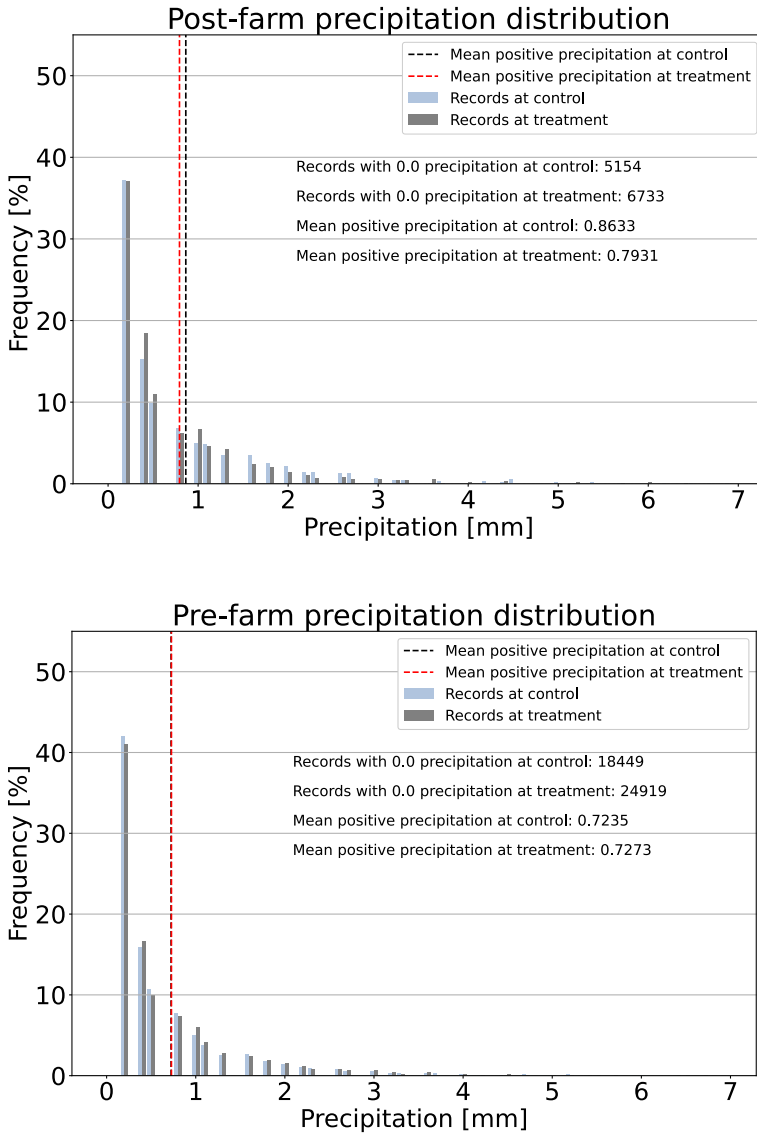 Post-farm precipitation distribution
Mean positive precipitation at control
Mean positive precipitation at treatment
Records at control
Records at treatment
Records with 0.0 precipitation at control: 5154
Records with 0.0 precipitation at treatment: 6733
Mean positive precipitation at control: 0.8633
Mean positive precipitation at treatment: 0.7931
Frequency [%]
50
40
30
20
10
0
0 1 2 3 4 5 6 7
Precipitation [mm]
Pre-farm precipitation distribution
Mean positive precipitation at control
Mean positive precipitation at treatment
Records at control
Records at treatment
Records with 0.0 precipitation at control: 18449
Records with 0.0 precipitation at treatment: 24919
Mean positive precipitation at control: 0.7235
Mean positive precipitation at treatment: 0.7273
Frequency [%]
50
40
30
20
10
0
0 1 2 3 4 5 6 7
Precipitation [mm]